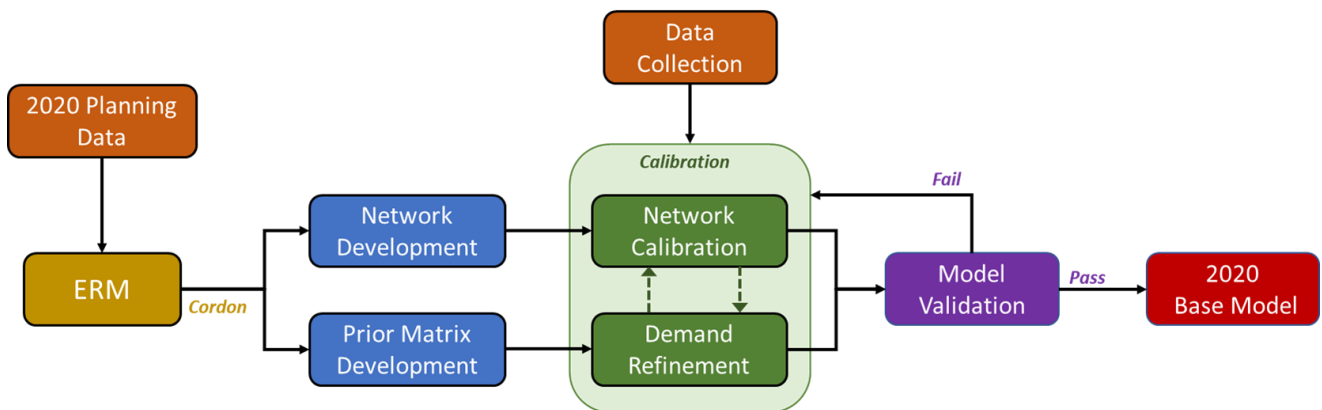 Data
Collection
2020 Planning
Data
Calibration
Fail
Network
Development
Network
Calibration
ERM
Cordon
Model
Validation
Pass
2020
Base Model
Prior Matrix
Development
Demand
Refinement